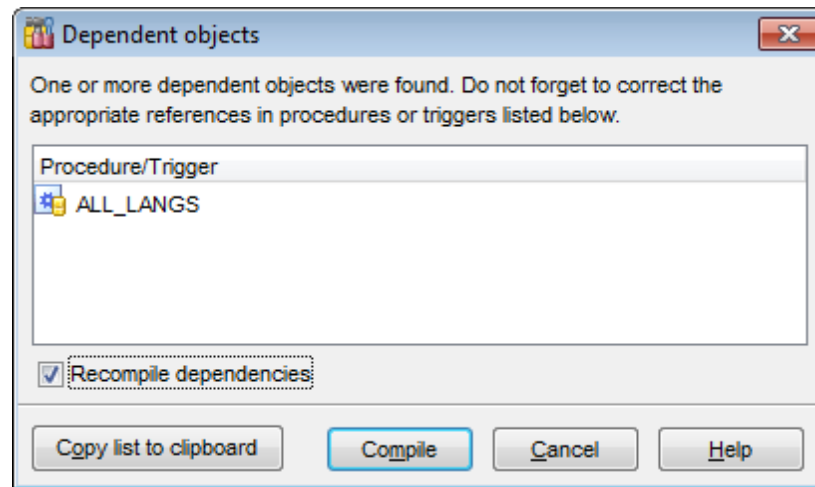 Dependent objects
One or more dependent objects were found. Do not forget to correct the
appropriate references in procedures or triggers listed below.
Procedure/Trigger
ALL_LANGS
Recompile dependencies
Copy list to clipboard Compile Cancel Help